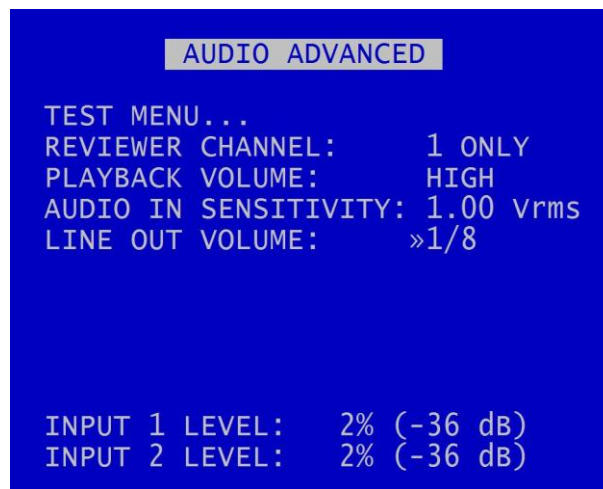 AUDIO ADVANCED
TEST MENU...
REVIEWER CHANNEL: 1 ONLY
PLAYBACK VOLUME: HIGH
AUDIO IN SENSITIVITY: 1.00 Vrms
LINE OUT VOLUME: »1/8
INPUT 1 LEVEL: 2% (-36 dB)
INPUT 2 LEVEL: 2% (-36 dB)